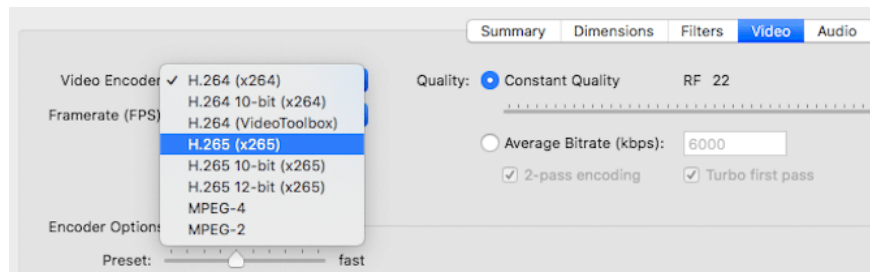 Summary Dimensions Filters Video Audio
Video Encoder ✓ H.264 (x264) Quality: Constant Quality RF 22
H.264 10-bit (x264)
Framerate (FPS) H.264 (VideoToolbox)
H.265 (x265) Average Bitrate (kbps): 6000
H.265 10-bit (x265) 2-pass encoding Turbo first pass
H.265 12-bit (x265)
MPEG-4
Encoder Options MPEG-2
Preset: fast